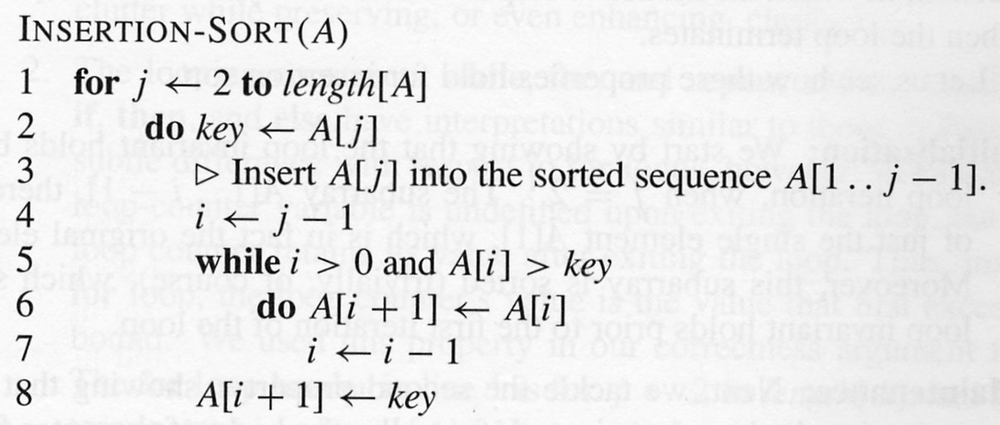 INSERTION-SORT(A)
1 for j ← 2 to length[A]
2 do key ← A[j]
3 ▷ Insert A[j] into the sorted sequence A[1 . . j − 1].
4 i ← j − 1
5 while i > 0 and A[i] > key
6 do A[i + 1] ← A[i]
7 i ← i − 1
8 A[i + 1] ← key